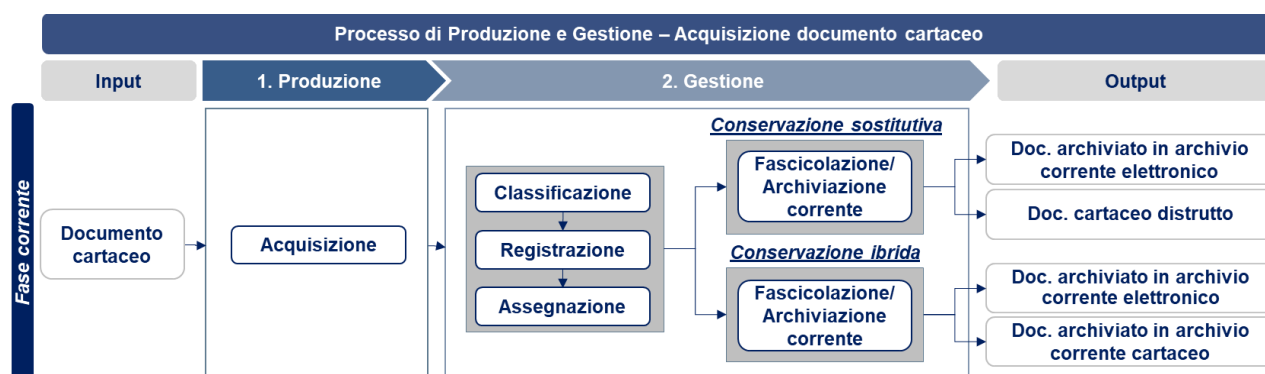 Processo di Produzione e Gestione – Acquisizione documento cartaceo
Input
1. Produzione
2. Gestione
Output
Fase corrente
Documento
cartaceo
Acquisizione
Classificazione
Registrazione
Assegnazione
Conservazione sostitutiva
Fascicolazione/
Archiviazione
corrente
Conservazione ibrida
Fascicolazione/
Archiviazione
corrente
Doc. archiviato in archivio
corrente elettronico
Doc. cartaceo distrutto
Doc. archiviato in archivio
corrente elettronico
Doc. archiviato in archivio
corrente cartaceo